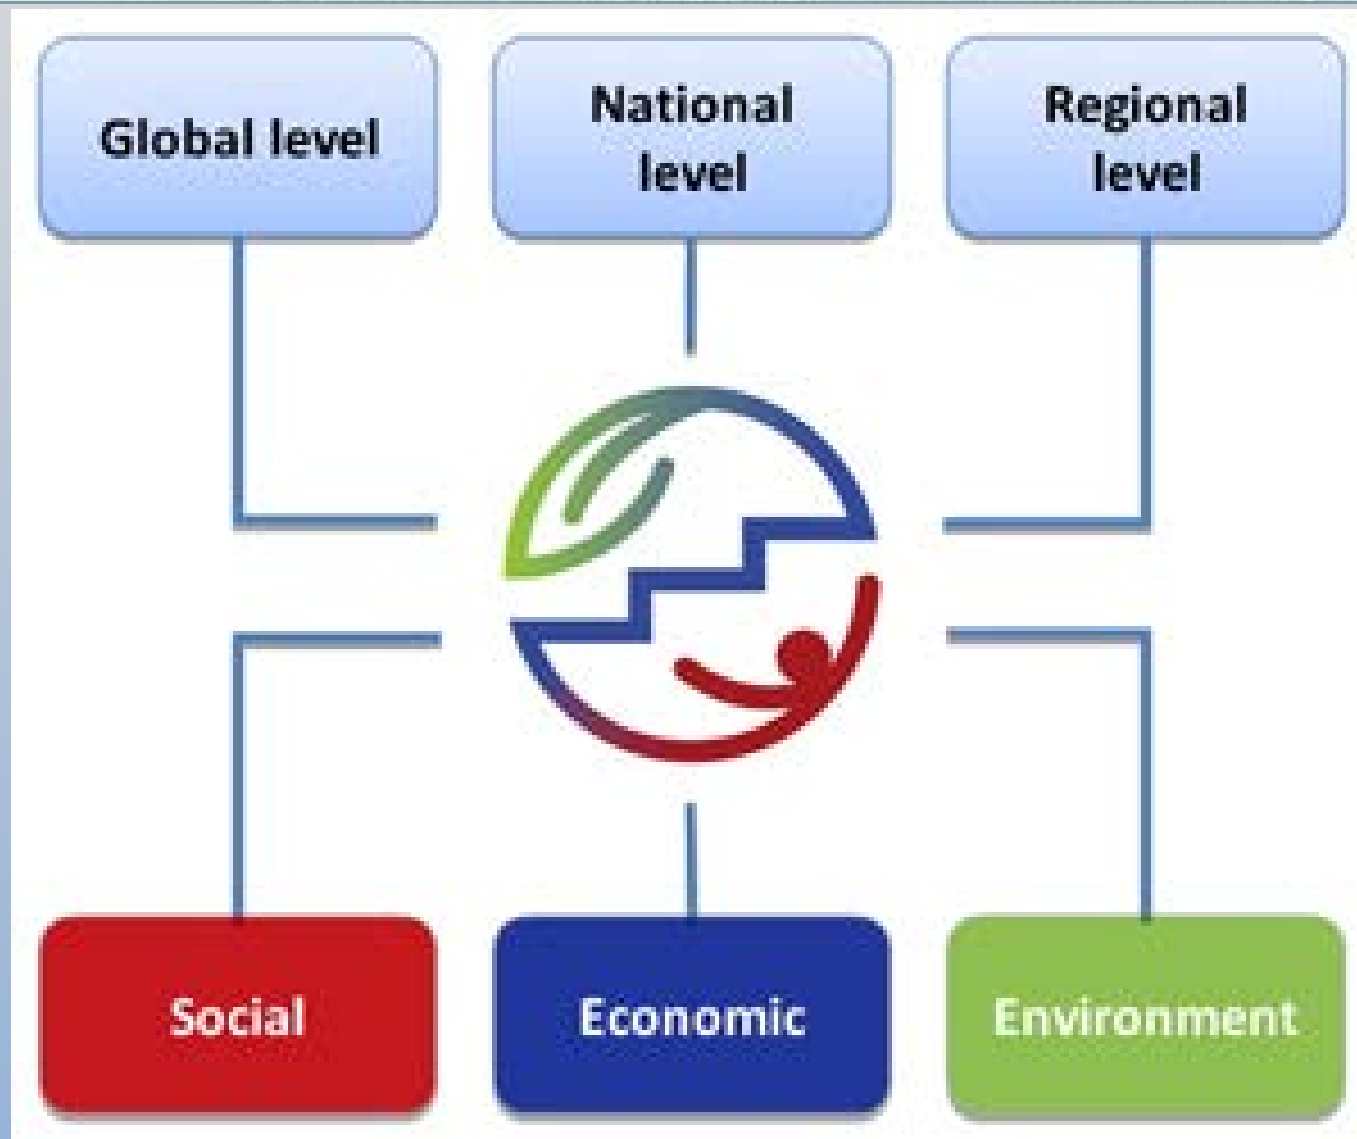 Global level
National
level
Regional
level
Social
Economic
Environment